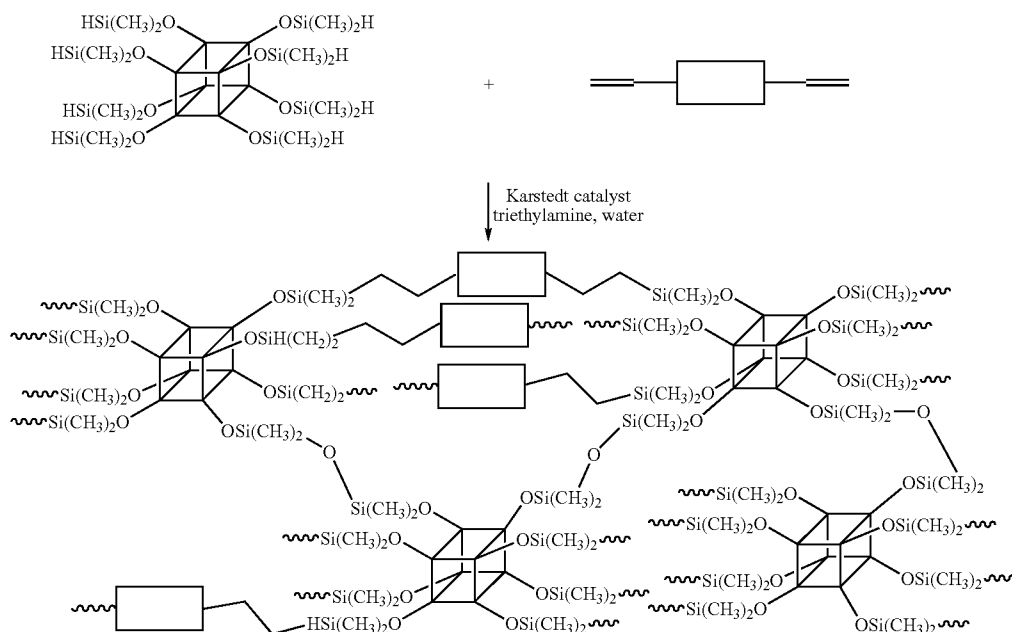 HSi(CH₃)₂O OSi(CH₃)₂H
HSi(CH₃)₂O OSi(CH₃)₂H
+
HSi(CH₃)₂O OSi(CH₃)₂H
HSi(CH₃)₂O OSi(CH₃)₂H
Karstedt catalyst
triethylamine, water
OSi(CH₃)₂ Si(CH₃)₂O OSi(CH₃)₂
Si(CH₃)₂O
Si(CH₃)₂O OSiH(CH₂)₂ Si(CH₃)₂O OSi(CH₃)₂
Si(CH₃)₂O OSi(CH₂)₂ Si(CH₃)₂O OSi(CH₃)₂
Si(CH₃)₂O OSi(CH₃)₂ Si(CH₃)₂O OSi(CH₃)₂ O
O O
Si(CH₃)₂O OSi(CH₃)₂ Si(CH₃)₂O OSi(CH₃)₂
Si(CH₃)₂O OSi(CH₃)₂ Si(CH₃)₂O OSi(CH₃)₂
Si(CH₃)₂O OSi(CH₃)₂ Si(CH₃)₂O OSi(CH₃)₂
HSi(CH₃)₂O OSi(CH₃)₂ Si(CH₃)₂O OSi(CH₃)₂